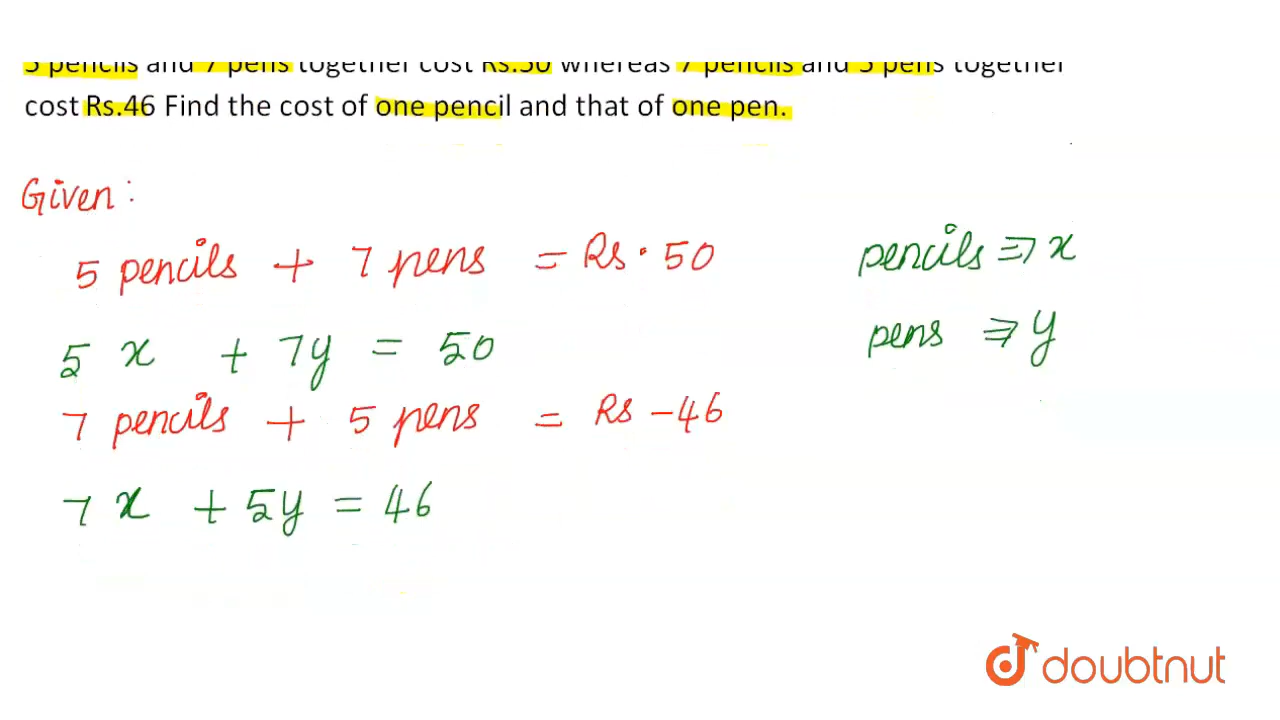 5 pencils and 7 pens together cost Rs.50 whereas 7 pencils and 5 pens together
cost Rs.46 Find the cost of one pencil and that of one pen.
Given :
5 pencils + 7 pens = Rs . 50
pencils ⇒ x
5 x + 7y = 50
pens ⇒ y
7 pencils + 5 pens = Rs - 46
7 x + 5y = 46
doubtnut